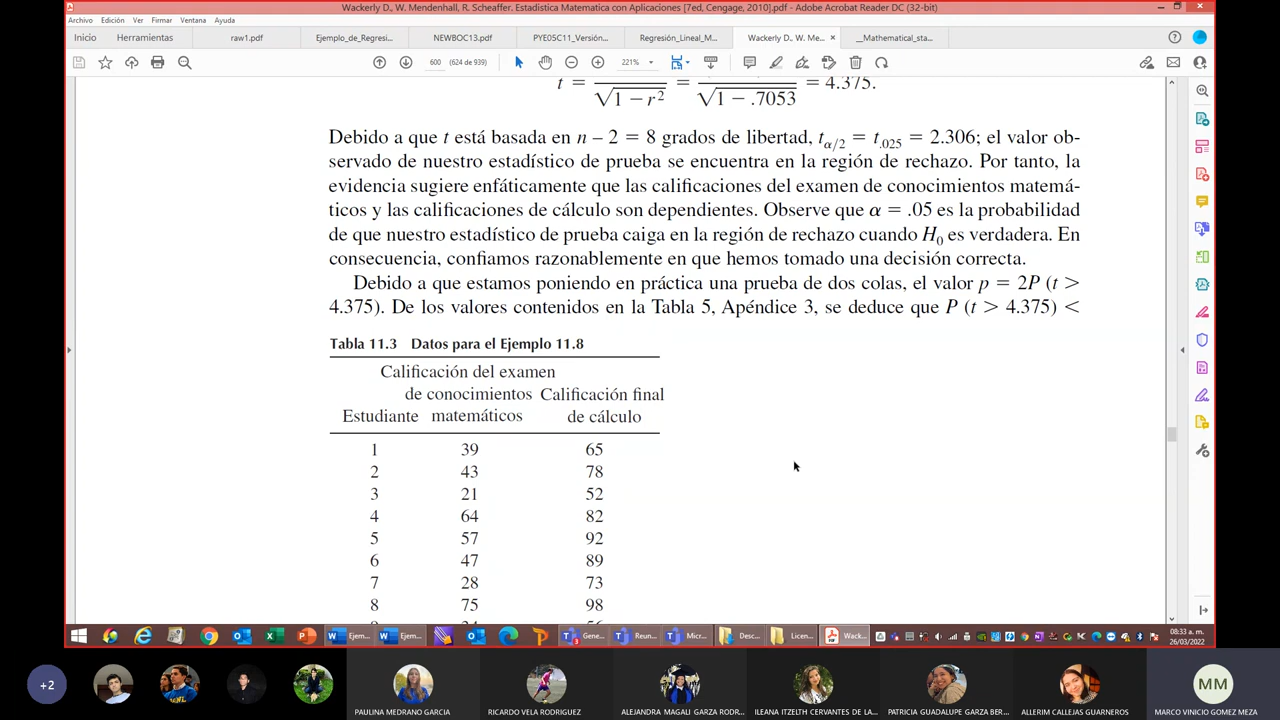 Wackerly D., W. Mendenhall, R. Scheaffer. Estadistica Matematica con Aplicaciones [7ed, Cengage, 2010].pdf - Adobe Acrobat Reader DC (32-bit)
Archivo Edición Ver Firmar Ventana Ayuda
Inicio Herramientas raw1.pdf Ejemplo_de_Regresi... NEWBOC13.pdf PYE05C11_Versión... Regresión_Lineal_M... Wackerly D., W. Me... × __Mathematical_sta...
600 (624 de 939) 221%
t = √1 − r² = √1 − .7053 = 4.375.
Debido a que t está basada en n – 2 = 8 grados de libertad, tα/2 = t.025 = 2.306; el valor ob-
servado de nuestro estadístico de prueba se encuentra en la región de rechazo. Por tanto, la
evidencia sugiere enfáticamente que las calificaciones del examen de conocimientos matemá-
ticos y las calificaciones de cálculo son dependientes. Observe que α = .05 es la probabilidad
de que nuestro estadístico de prueba caiga en la región de rechazo cuando H0 es verdadera. En
consecuencia, confiamos razonablemente en que hemos tomado una decisión correcta.
Debido a que estamos poniendo en práctica una prueba de dos colas, el valor p = 2P (t >
4.375). De los valores contenidos en la Tabla 5, Apéndice 3, se deduce que P (t > 4.375) <
Tabla 11.3 Datos para el Ejemplo 11.8
Calificación del examen
de conocimientos Calificación final
Estudiante matemáticos de cálculo
1 39 65
2 43 78
3 21 52
4 64 82
5 57 92
6 47 89
7 28 73
8 75 98
Ejem... Ejem... Gene... Reun... Micr... Desc... Licen... Wack...
08:33 a. m.
26/03/2022
+2 MM
PAULINA MEDRANO GARCIA RICARDO VELA RODRIGUEZ ALEJANDRA MAGALI GARZA RODR... ILEANA ITZELTH CERVANTES DE LA... PATRICIA GUADALUPE GARZA BER... ALLERIM CALLEJAS GUARNEROS MARCO VINICIO GOMEZ MEZA